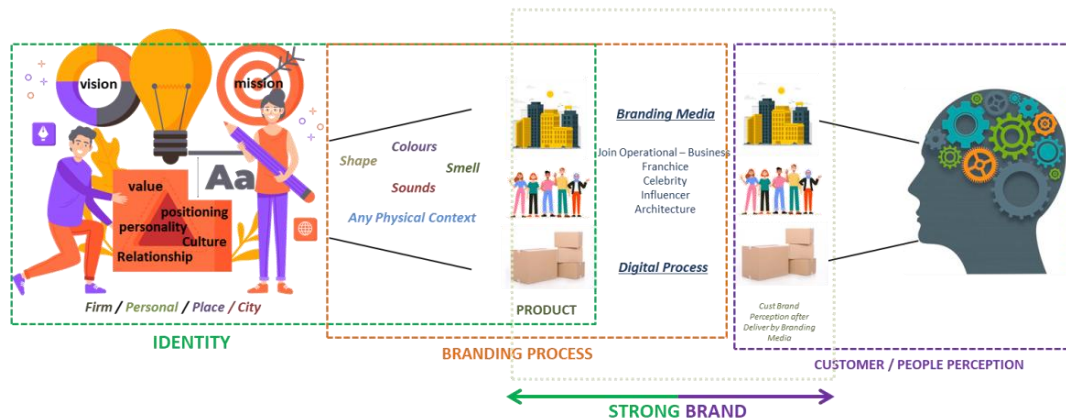 vision
mission
Aa
value
positioning
personality
Culture
Relationship
Firm / Personal / Place / City
IDENTITY
Colours
Shape
Smell
Sounds
Any Physical Context
PRODUCT
BRANDING PROCESS
Branding Media
Join Operational – Business
Franchice
Celebrity
Influencer
Architecture
Digital Process
Cust Brand
Perception after
Deliver by Branding
Media
CUSTOMER / PEOPLE PERCEPTION
STRONG BRAND